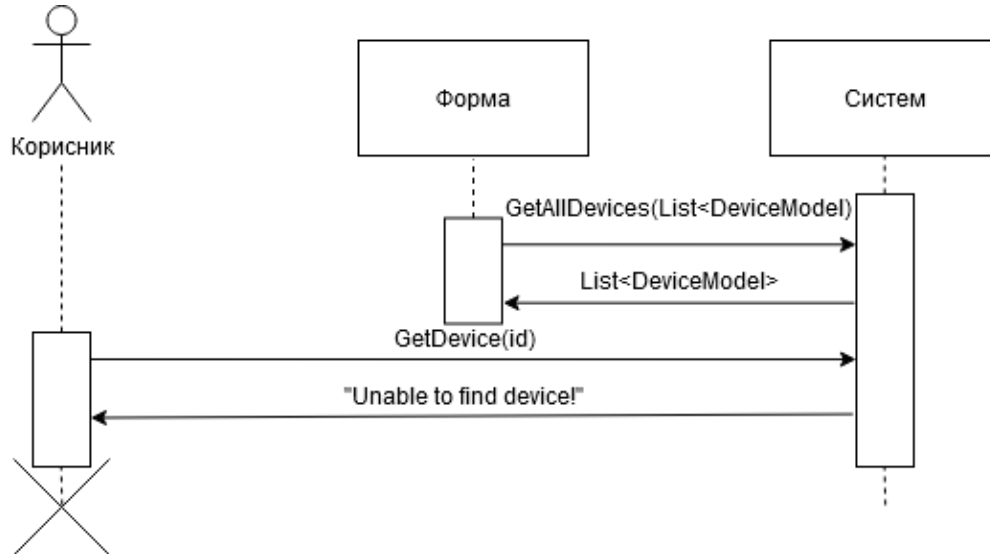 Корисник
Форма
Систем
GetAllDevices(List<DeviceModel)
List<DeviceModel>
GetDevice(id)
"Unable to find device!"